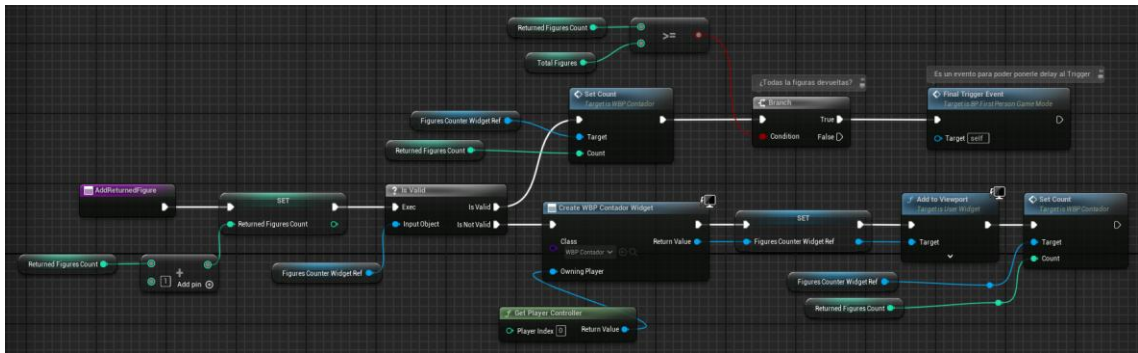 Returned Figures Count
>=
Total Figures
¿Todas la figuras devueltas?
Es un evento para poder ponerle delay al Trigger
Set Count
Target is WBP Contador
Branch
Final Trigger Event
Target is BP First Person Game Mode
Figures Counter Widget Ref
True
Target
Condition
False
Target
self
Returned Figures Count
Count
AddReturnedFigure
SET
Returned Figures Count
Is Valid
Exec
Is Valid
Input Object
Is Not Valid
Create WBP Contador Widget
Class
WBP Contador
Return Value
Owning Player
SET
Figures Counter Widget Ref
Add to Viewport
Target is User Widget
Target
Set Count
Target is WBP Contador
Target
Count
Returned Figures Count
+
1
Add pin
Figures Counter Widget Ref
Figures Counter Widget Ref
Returned Figures Count
Get Player Controller
Player Index
0
Return Value